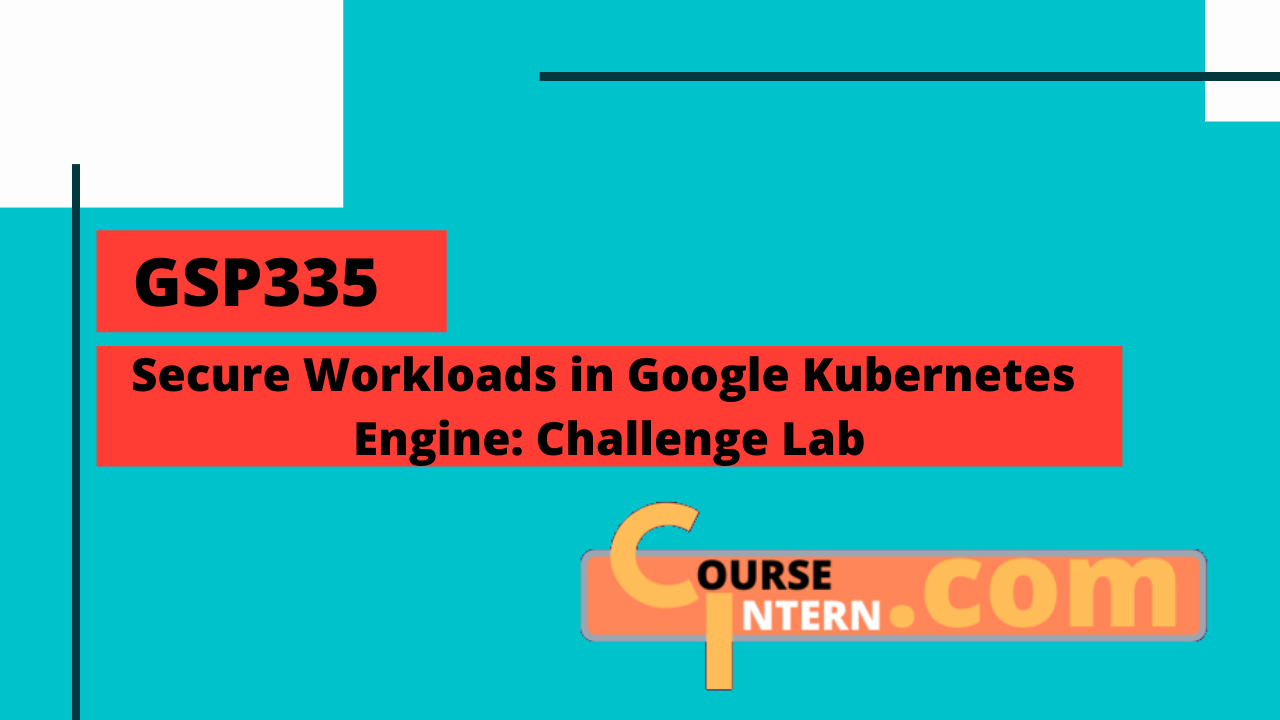 GSP335
Secure Workloads in Google Kubernetes
Engine: Challenge Lab
COURSE
INTERN.com